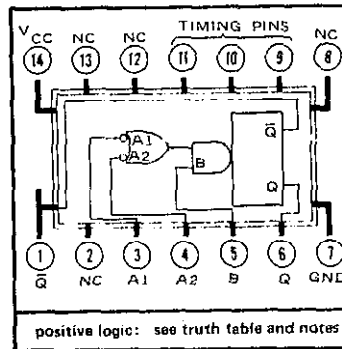 TIMING PINS
VCC NC NC NC
14 13 12 11 10 9 8
A1
A2
B
Q̅
Q
1 2 3 4 5 6 7
Q̅ NC A1 A2 B Q GND
positive logic: see truth table and notes